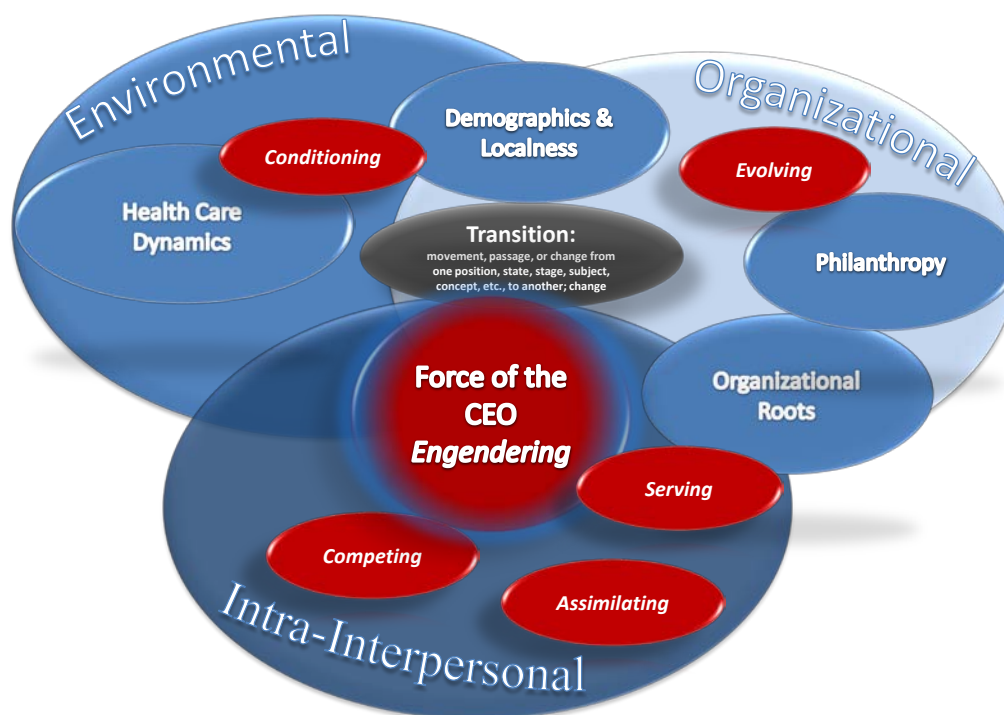 Environmental
Organizational
Demographics &
Localness
Conditioning
Evolving
Health Care
Dynamics
Transition:
movement, passage, or change from
one position, state, stage, subject,
concept, etc., to another; change
Philanthropy
Force of the
CEO
Engendering
Organizational
Roots
Serving
Competing
Assimilating
Intra-Interpersonal